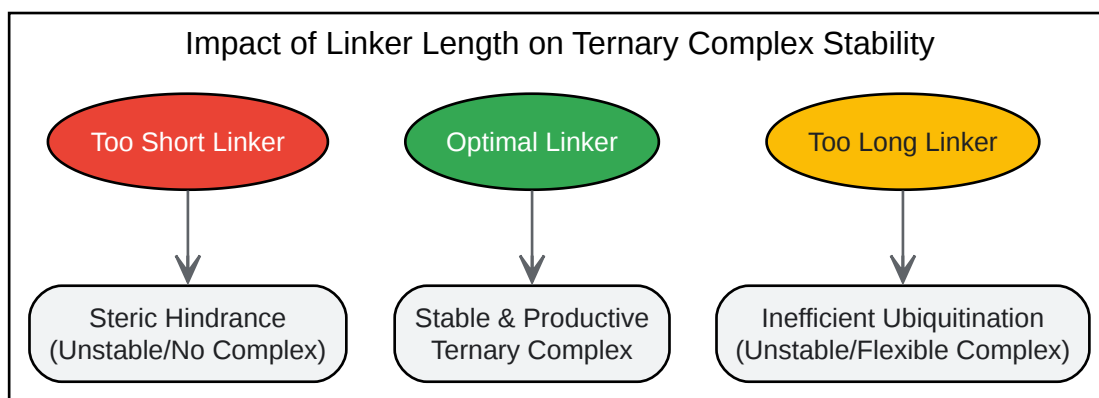 Impact of Linker Length on Ternary Complex Stability
Too Short Linker
Optimal Linker
Too Long Linker
Steric Hindrance
(Unstable/No Complex)
Stable & Productive
Ternary Complex
Inefficient Ubiquitination
(Unstable/Flexible Complex)